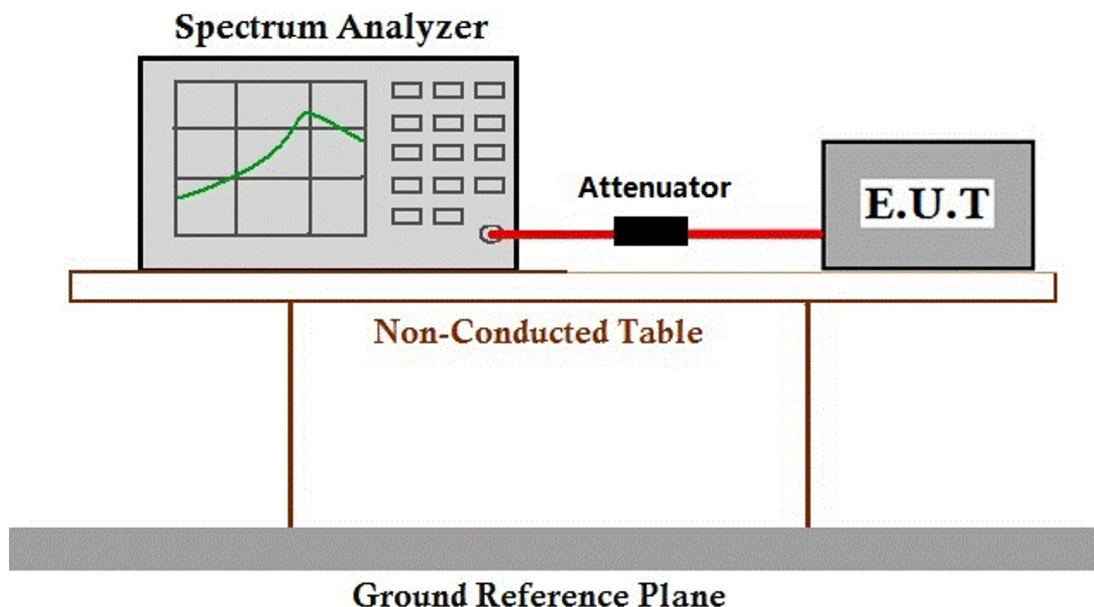 Spectrum Analyzer
Attenuator
E.U.T
Non-Conducted Table
Ground Reference Plane